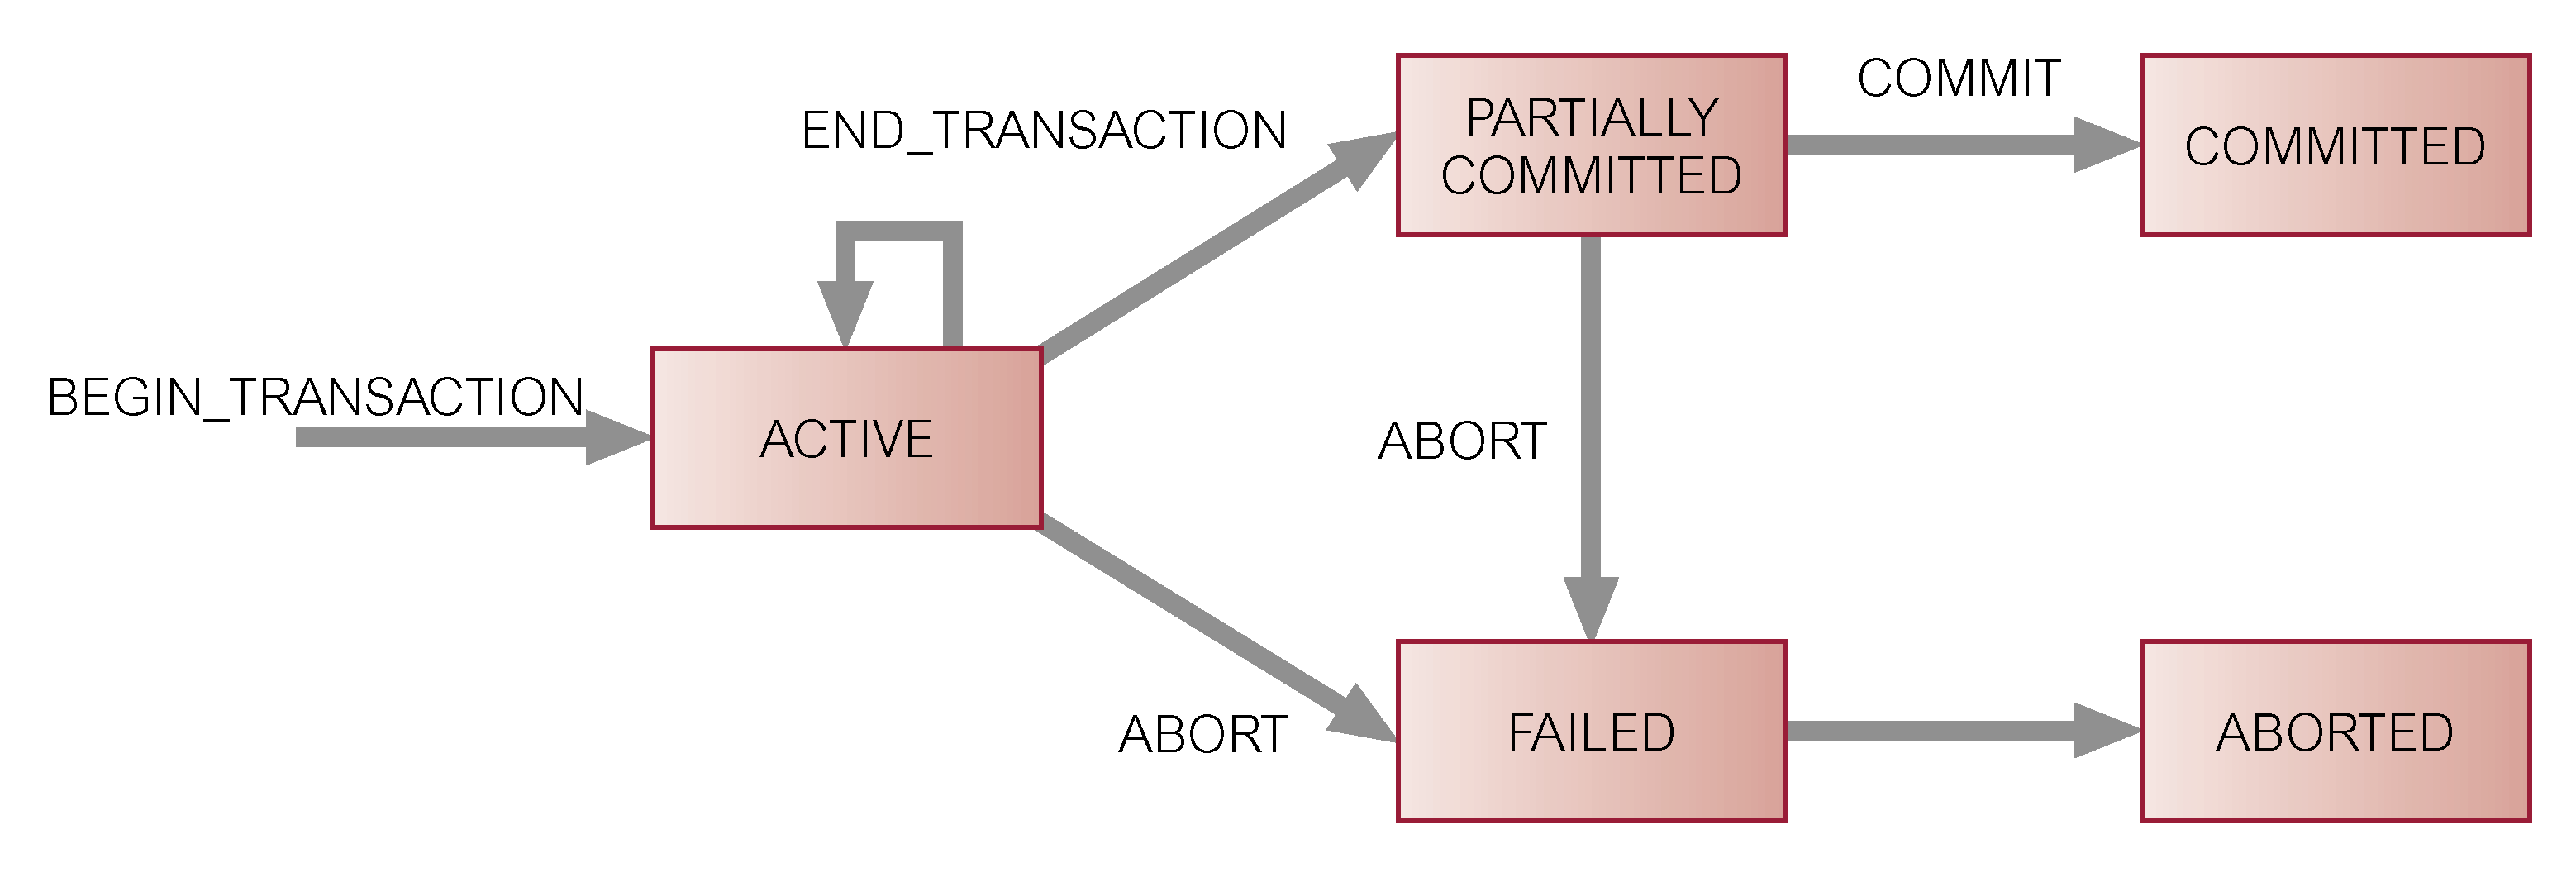 BEGIN_TRANSACTION
ACTIVE
END_TRANSACTION
PARTIALLY
COMMITTED
COMMIT
COMMITTED
ABORT
ABORT
FAILED
ABORTED